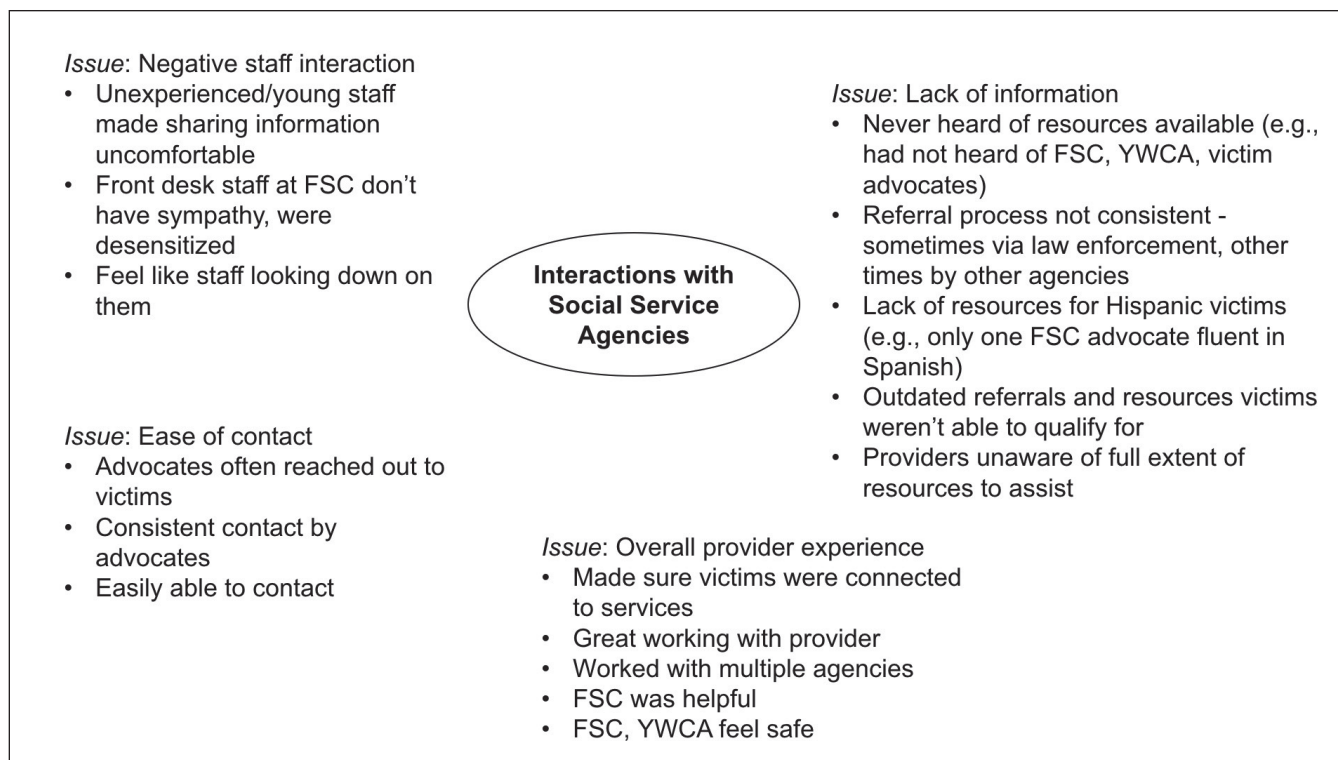 Issue: Negative staff interaction
• Unexperienced/young staff
made sharing information
uncomfortable
• Front desk staff at FSC don’t
have sympathy, were
desensitized
• Feel like staff looking down on
them
Issue: Lack of information
• Never heard of resources available (e.g.,
had not heard of FSC, YWCA, victim
advocates)
• Referral process not consistent -
sometimes via law enforcement, other
times by other agencies
• Lack of resources for Hispanic victims
(e.g., only one FSC advocate fluent in
Spanish)
• Outdated referrals and resources victims
weren’t able to qualify for
• Providers unaware of full extent of
resources to assist
Interactions with
Social Service
Agencies
Issue: Ease of contact
• Advocates often reached out to
victims
• Consistent contact by
advocates
• Easily able to contact
Issue: Overall provider experience
• Made sure victims were connected
to services
• Great working with provider
• Worked with multiple agencies
• FSC was helpful
• FSC, YWCA feel safe